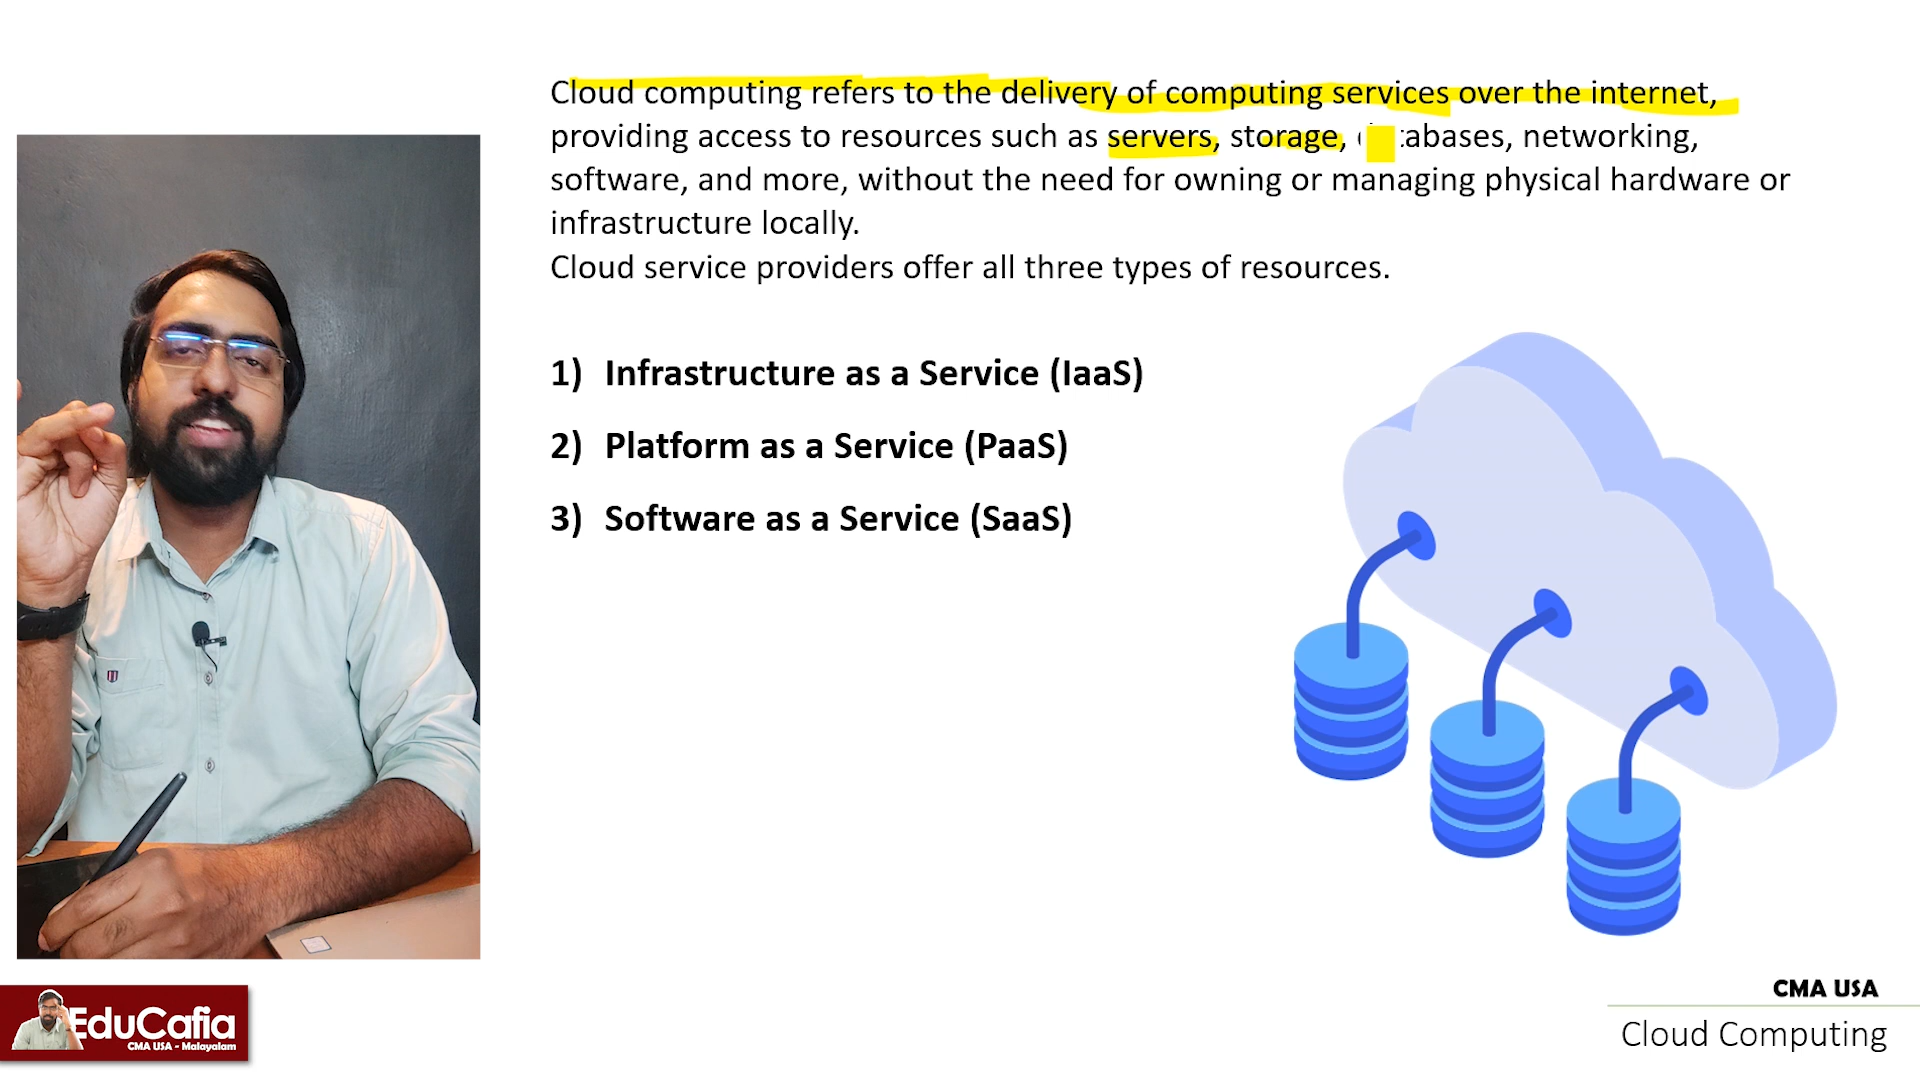 Cloud computing refers to the delivery of computing services over the internet,
providing access to resources such as servers, storage, databases, networking,
software, and more, without the need for owning or managing physical hardware or
infrastructure locally.
Cloud service providers offer all three types of resources.
1) Infrastructure as a Service (IaaS)
2) Platform as a Service (PaaS)
3) Software as a Service (SaaS)
EduCafia
CMA USA - Malayalam
CMA USA
Cloud Computing